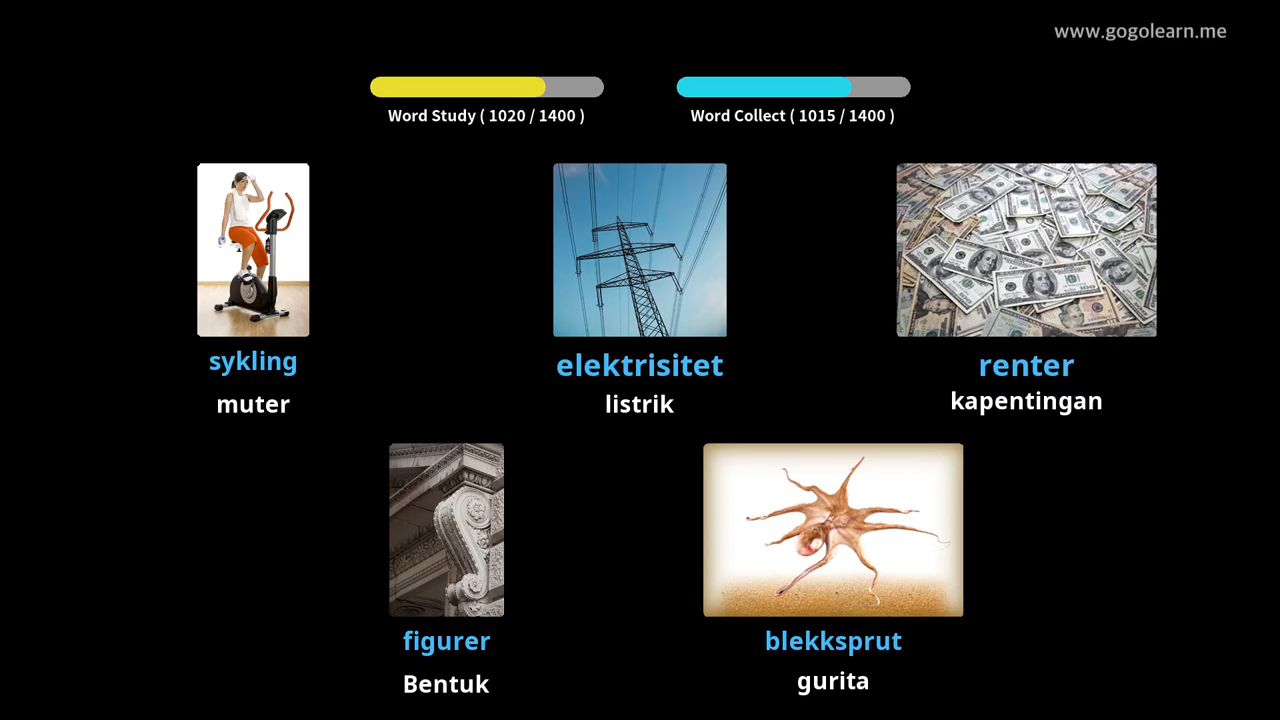 www.gogolearn.me
Word Study ( 1020 / 1400 )
Word Collect ( 1015 / 1400 )
sykling
muter
elektrisitet
listrik
renter
kapentingan
figurer
Bentuk
blekksprut
gurita